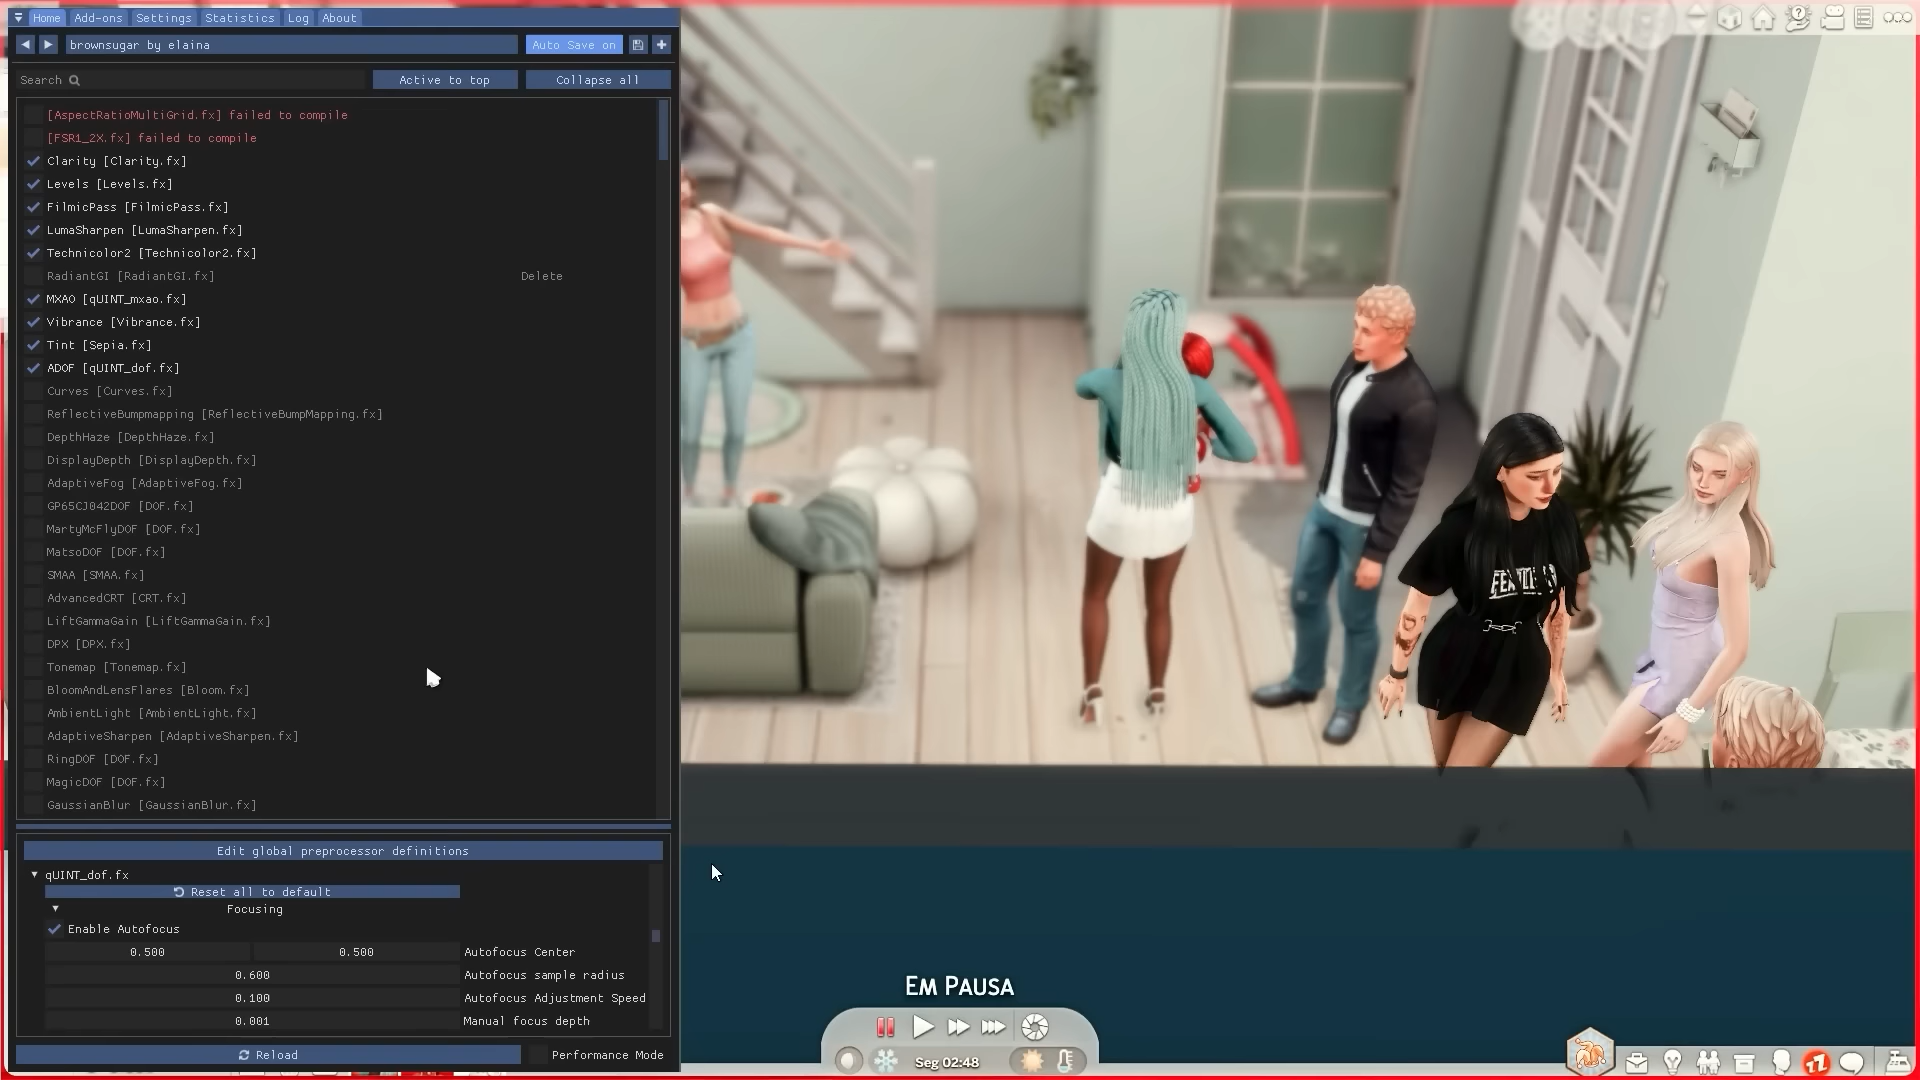 Home Add-ons Settings Statistics Log About
brownsugar by elaina Auto Save on
Search Active to top Collapse all
[AspectRatioMultiGrid.fx] failed to compile
[FSR1_2X.fx] failed to compile
Clarity [Clarity.fx]
Levels [Levels.fx]
FilmicPass [FilmicPass.fx]
LumaSharpen [LumaSharpen.fx]
Technicolor2 [Technicolor2.fx]
RadiantGI [RadiantGI.fx] Delete
MXAO [qUINT_mxao.fx]
Vibrance [Vibrance.fx]
Tint [Sepia.fx]
ADOF [qUINT_dof.fx]
Curves [Curves.fx]
ReflectiveBumpmapping [ReflectiveBumpMapping.fx]
DepthHaze [DepthHaze.fx]
DisplayDepth [DisplayDepth.fx]
AdaptiveFog [AdaptiveFog.fx]
GP65CJ042DOF [DOF.fx]
MartyMcFlyDOF [DOF.fx]
MatsoDOF [DOF.fx]
SMAA [SMAA.fx]
AdvancedCRT [CRT.fx]
LiftGammaGain [LiftGammaGain.fx]
DPX [DPX.fx]
Tonemap [Tonemap.fx]
BloomAndLensFlares [Bloom.fx]
AmbientLight [AmbientLight.fx]
AdaptiveSharpen [AdaptiveSharpen.fx]
RingDOF [DOF.fx]
MagicDOF [DOF.fx]
GaussianBlur [GaussianBlur.fx]
Edit global preprocessor definitions
qUINT_dof.fx
Reset all to default
Focusing
Enable Autofocus
0.500 0.500 Autofocus Center
0.600 Autofocus sample radius
0.100 Autofocus Adjustment Speed
0.001 Manual focus depth
Reload Performance Mode
EM PAUSA
Seg 02:48